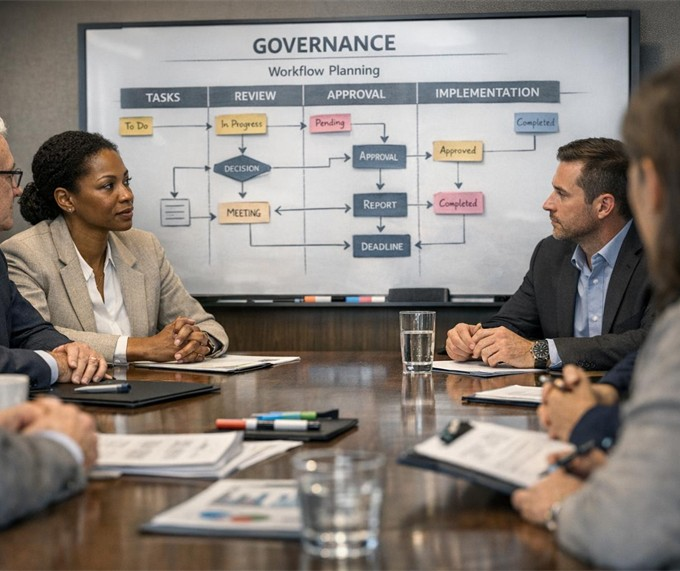 GOVERNANCE
Workflow Planning
TASKS REVIEW APPROVAL IMPLEMENTATION
To Do In Progress Pending Completed
DECISION APPROVAL Approved
MEETING REPORT Completed
DEADLINE